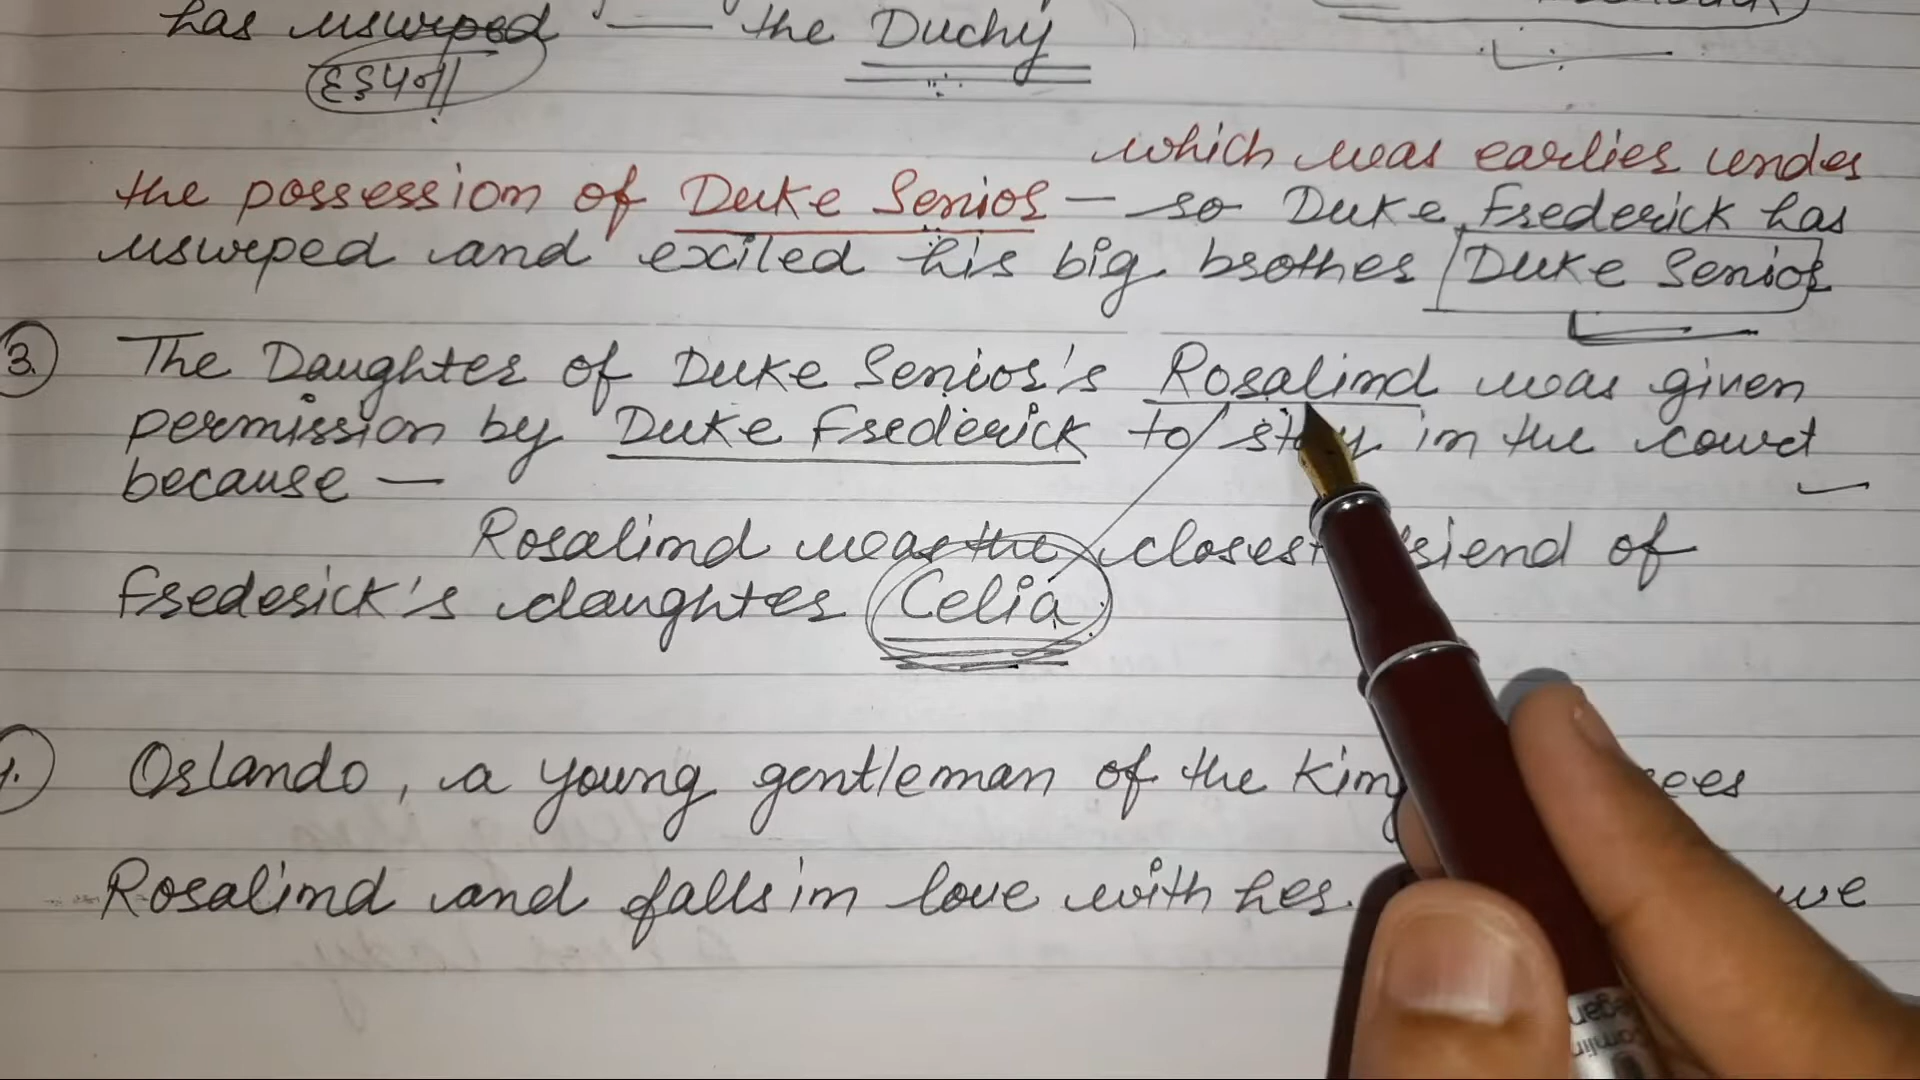 has usurped — the Duchy
हड़पना
which was earlier under
the possession of Duke Senior — so Duke Frederick has
usurped and exiled his big brother Duke Senior
3. The Daughter of Duke Senior's Rosalind was given
permission by Duke Frederick to stay in the court
because —
Rosalind was the closest friend of
Frederick's daughter Celia
Orlando, a young gentleman of the
Rosalind and falls in love with her. we